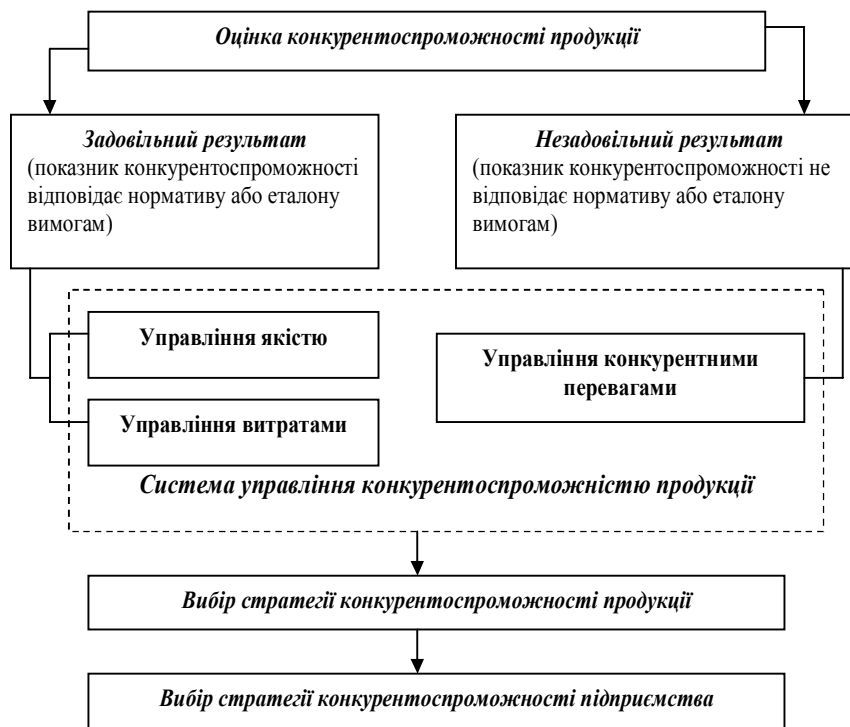 Оцінка конкурентоспроможності продукції
Задовільний результат
(показник конкурентоспроможності
відповідає нормативу або еталону
вимогам)
Незадовільний результат
(показник конкурентоспроможності не
відповідає нормативу або еталону
вимогам)
Управління якістю
Управління конкурентними
перевагами
Управління витратами
Система управління конкурентоспроможністю продукції
Вибір стратегії конкурентоспроможності продукції
Вибір стратегії конкурентоспроможності підприємства